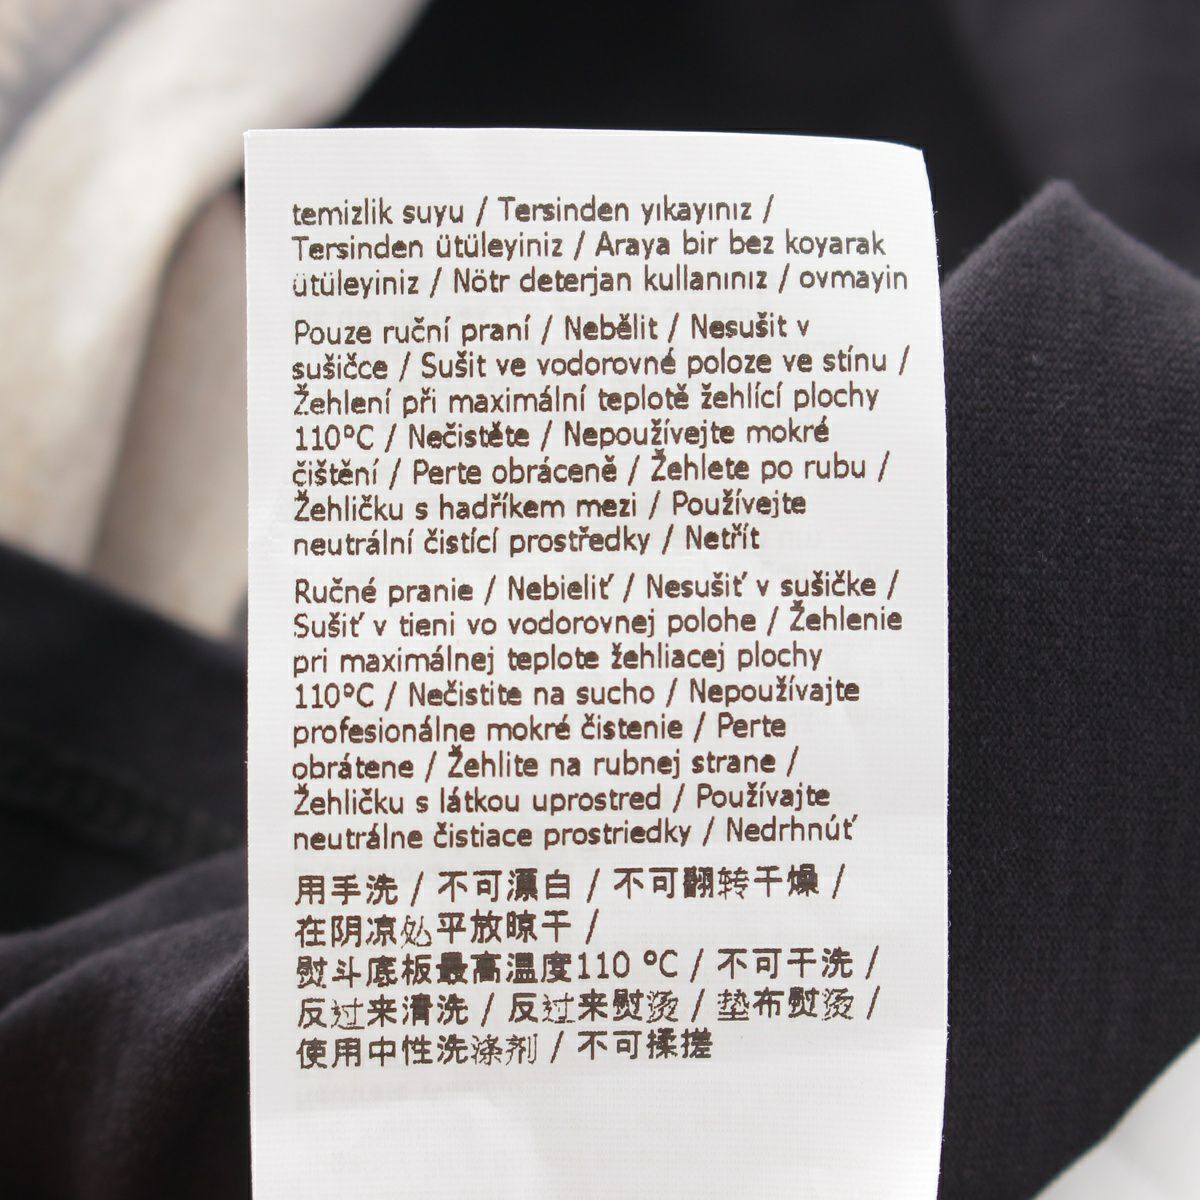 temizlik suyu / Tersinden yıkayınız /
Tersinden ütüleyiniz / Araya bir bez koyarak
ütüleyiniz / Nötr deterjan kullanınız / ovmayin
Pouze ruční praní / Nebělit / Nesušit v
sušičce / Sušit ve vodorovné poloze ve stínu /
Žehlení při maximální teplotě žehlící plochy
110°C / Nečistěte / Nepoužívejte mokré
čištění / Perte obráceně / Žehlete po rubu /
Žehličku s hadříkem mezi / Používejte
neutrální čistící prostředky / Netřít
Ručné pranie / Nebieliť / Nesušiť v sušičke /
Sušiť v tieni vo vodorovnej polohe / Žehlenie
pri maximálnej teplote žehliacej plochy
110°C / Nečistite na sucho / Nepoužívajte
profesionálne mokré čistenie / Perte
obrátene / Žehlite na rubnej strane /
Žehličku s látkou uprostred / Používajte
neutrálne čistiace prostriedky / Nedrhnúť
用手洗 / 不可漂白 / 不可翻转干燥 /
在阴凉处平放晾干 /
熨斗底板最高温度110 °C / 不可干洗 /
反过来清洗 / 反过来熨烫 / 垫布熨烫 /
使用中性洗涤剂 / 不可揉搓